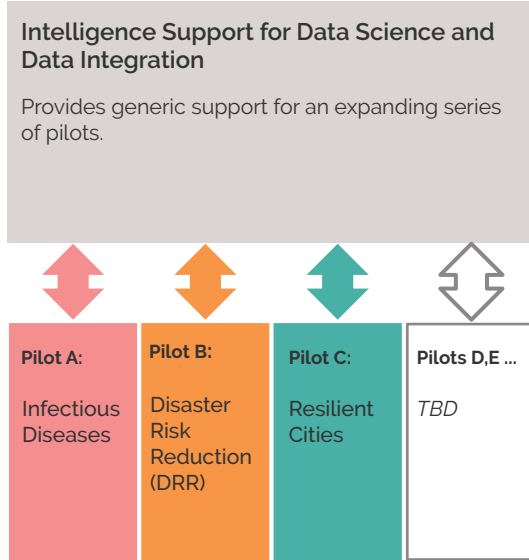 Intelligence Support for Data Science and
Data Integration
Provides generic support for an expanding series
of pilots.
Pilot A:
Infectious
Diseases
Pilot B:
Disaster
Risk
Reduction
(DRR)
Pilot C:
Resilient
Cities
Pilots D,E ...
TBD